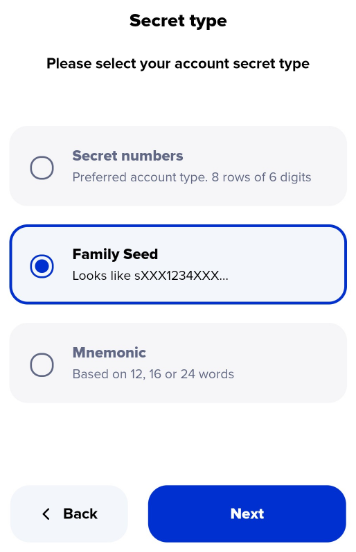 Secret type
Please select your account secret type
Secret numbers
Preferred account type. 8 rows of 6 digits
Family Seed
Looks like sXXX1234XXX...
Mnemonic
Based on 12, 16 or 24 words
Back
Next